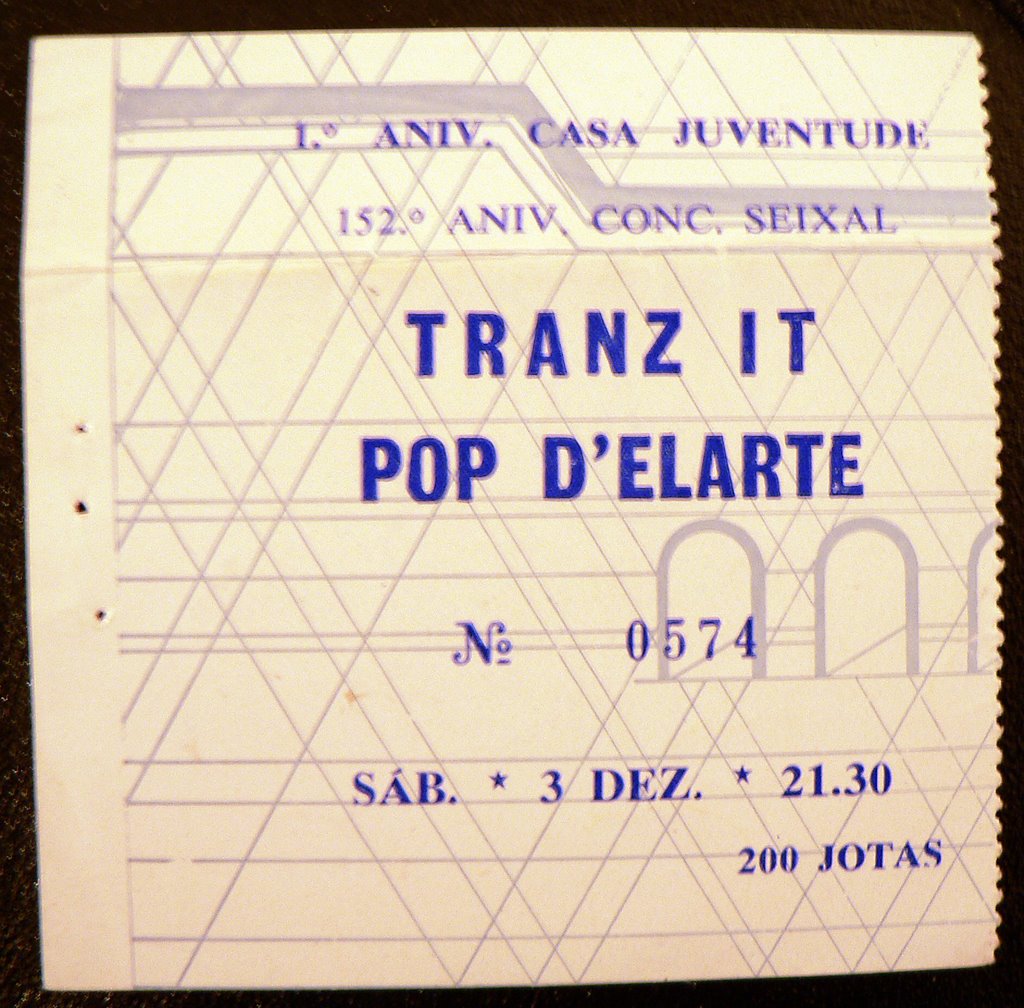 1.º ANIV. CASA JUVENTUDE
152.º ANIV. CONC. SEIXAL
TRANZ IT
POP D'ELARTE
Nº 0574
SÁB. * 3 DEZ. * 21.30
200 JOTAS